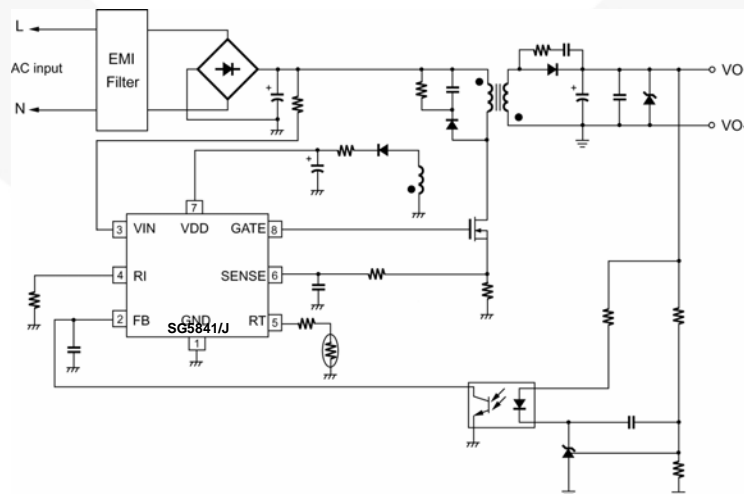 L
EMI
Filter
AC input
N
VO
VO-
7
3 VIN VDD GATE 8
4 RI SENSE 6
2 FB GND RT 5
SG5841/J
1
+
+
+